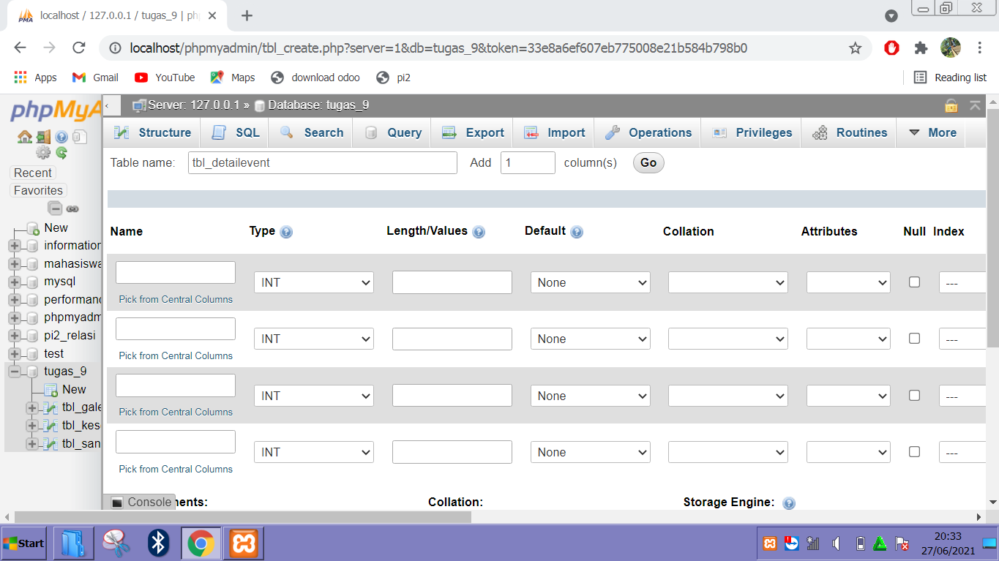 PMA localhost / 127.0.0.1 / tugas_9 | ph
localhost/phpmyadmin/tbl_create.php?server=1&db=tugas_9&token=33e8a6ef607eb775008e21b584b798b0
Apps Gmail YouTube Maps download odoo pi2 Reading list
phpMyA
Server: 127.0.0.1 » Database: tugas_9
Structure SQL Search Query Export Import Operations Privileges Routines More
Table name: tbl_detailevent Add 1 column(s) Go
Recent
Favorites
New
information
mahasiswa
mysql
performanc
phpmyadm
pi2_relasi
test
tugas_9
New
tbl_gale
tbl_kes
tbl_san
Name Type Length/Values Default Collation Attributes Null Index
INT None ---
Pick from Central Columns
INT None ---
Pick from Central Columns
INT None ---
Pick from Central Columns
INT None ---
Pick from Central Columns
Console nents: Collation: Storage Engine:
Start 20:33
27/06/2021